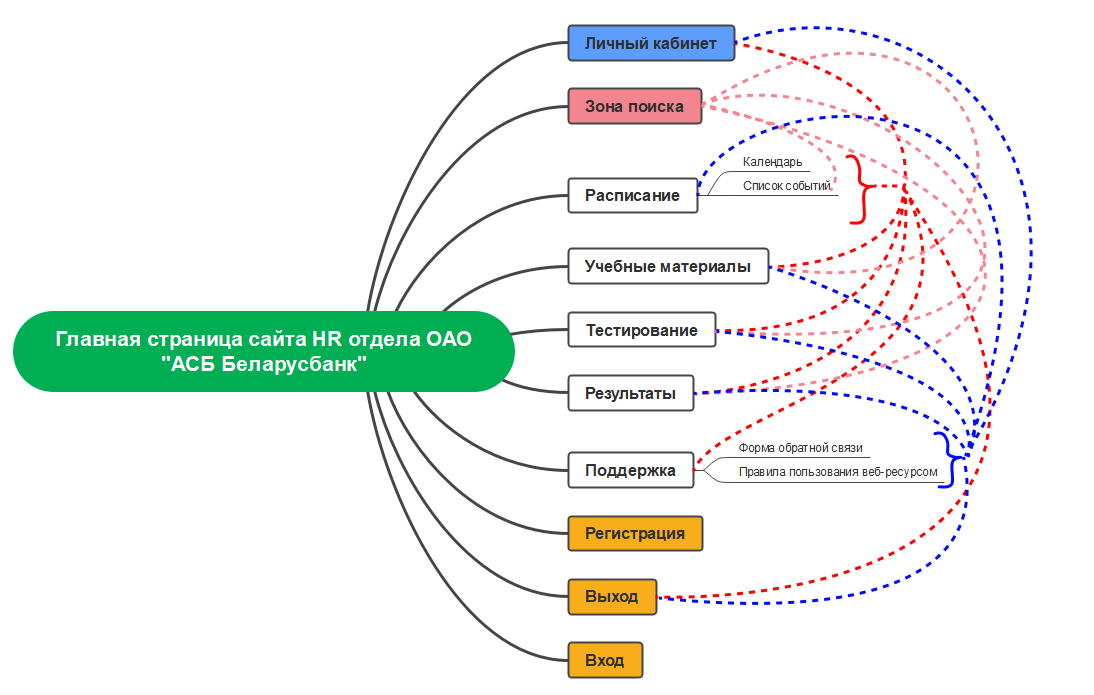 Личный кабинет
Зона поиска
Календарь
Список событий
Расписание
Учебные материалы
Главная страница сайта HR отдела ОАО
"АСБ Беларусбанк"
Тестирование
Результаты
Форма обратной связи
Поддержка
Правила пользования веб-ресурсом
Регистрация
Выход
Вход